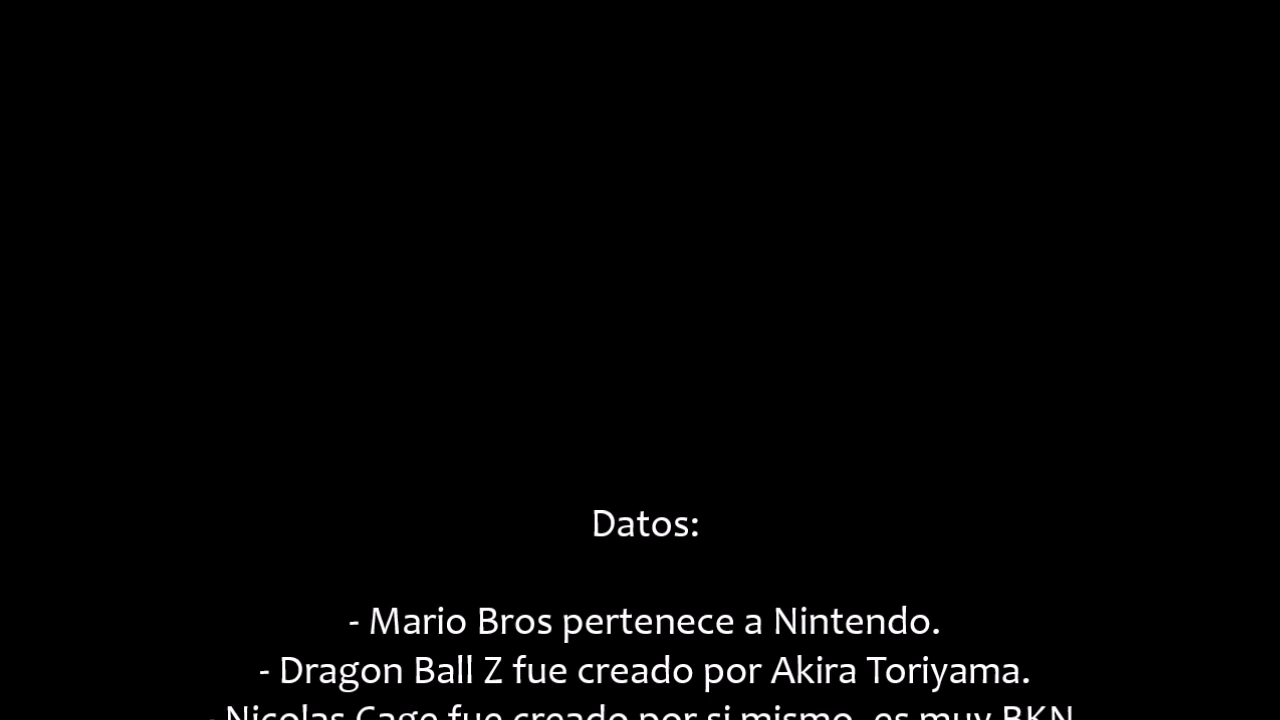 Datos:
- Mario Bros pertenece a Nintendo.
- Dragon Ball Z fue creado por Akira Toriyama.
- Nicolas Cage fue creado por si mismo, es muy BKN